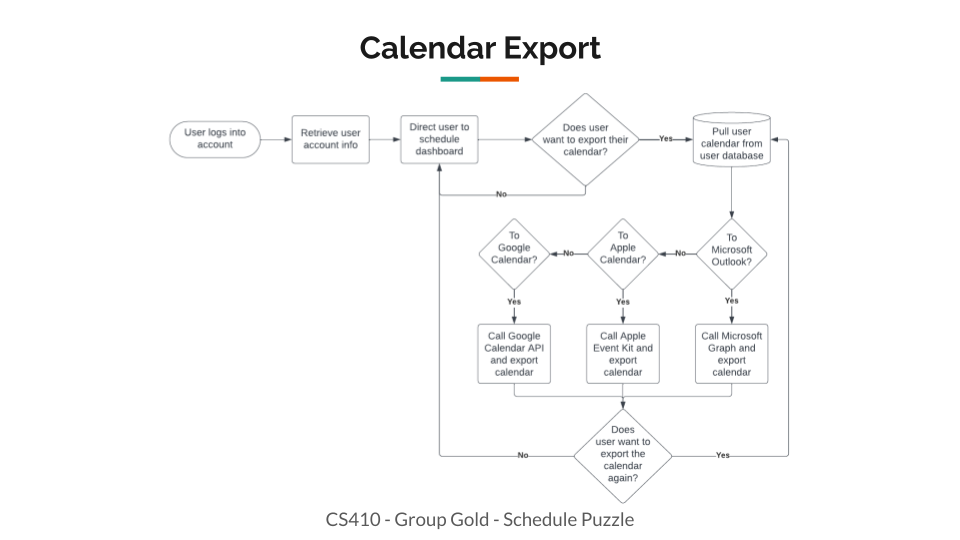 Calendar Export
User logs into
account
Retrieve user
account info
Direct user to
schedule
dashboard
Does user
want to export their
calendar?
Yes
Pull user
calendar from
user database
No
To
Google
Calendar?
No
To
Apple
Calendar?
No
To
Microsoft
Outlook?
Yes
Yes
Yes
Call Google
Calendar API
and export
calendar
Call Apple
Event Kit and
export
calendar
Call Microsoft
Graph and
export
calendar
Does
user want to
export the
calendar
again?
No
Yes
CS410 - Group Gold - Schedule Puzzle